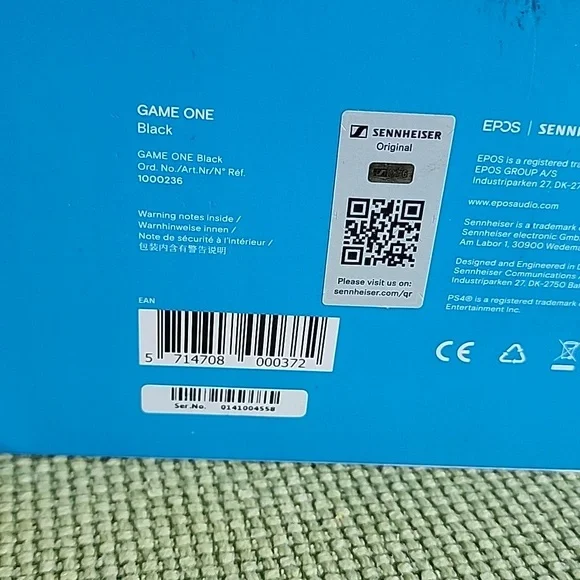 GAME ONE
Black
GAME ONE Black
Ord. No./Art.Nr/N° Réf.
1000236
Warning notes inside /
Warnhinweise innen /
Note de sécurité à l'intérieur /
包装内含有警告说明
EAN
5 714708 000372
Ser.No. 0141004558
SENNHEISER
Original
Please visit us on:
sennheiser.com/qr
EPOS | SENN
EPOS is a registered
EPOS GROUP A/S
Industriparken 27, DK-27
www.eposaudio.com
Sennheiser is a trademark
Sennheiser electronic Gmb
Am Labor 1, 30900 Wedema
Designed and Engineered in D
Sennheiser Communications
Industriparken 27, DK-2750 Bal
PS4® is a registered trademark
Entertainment Inc.
CE